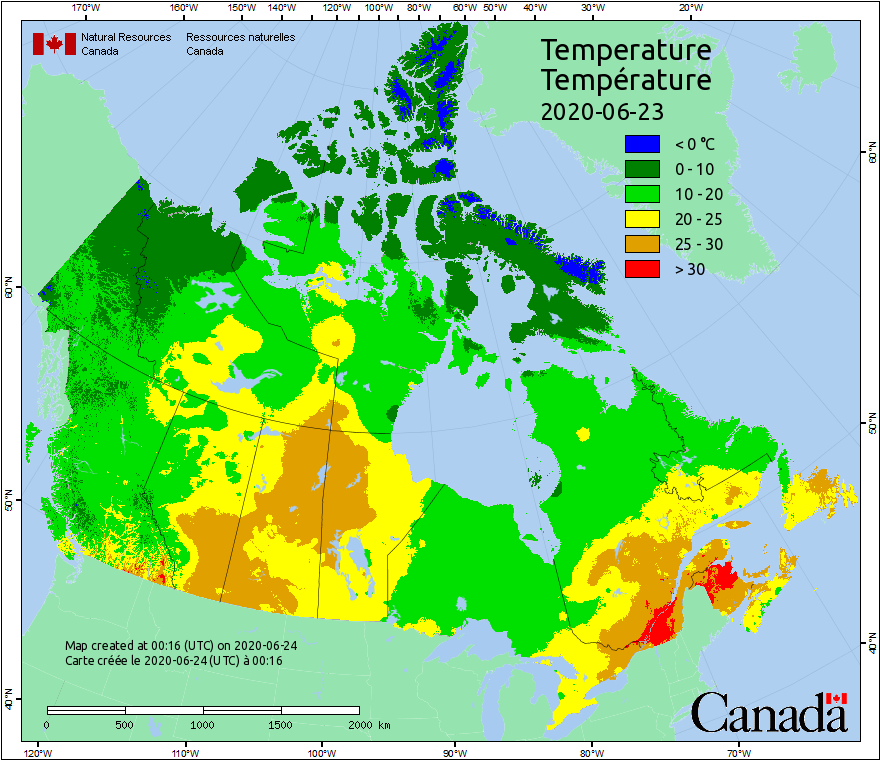 170°W 160°W 150°W 140°W 120°W 100°W 80°W 60°W 50°W 40°W 30°W 20°W
Natural Resources Ressources naturelles
Canada Canada
Temperature
Température
2020-06-23
< 0 °C
0 - 10
10 - 20
20 - 25
25 - 30
> 30
60°N
60°N
50°N
50°N
40°N
40°N
Map created at 00:16 (UTC) on 2020-06-24
Carte créée le 2020-06-24 (UTC) à 00:16
0 500 1000 1500 2000 km
Canada
120°W 110°W 100°W 90°W 80°W 70°W